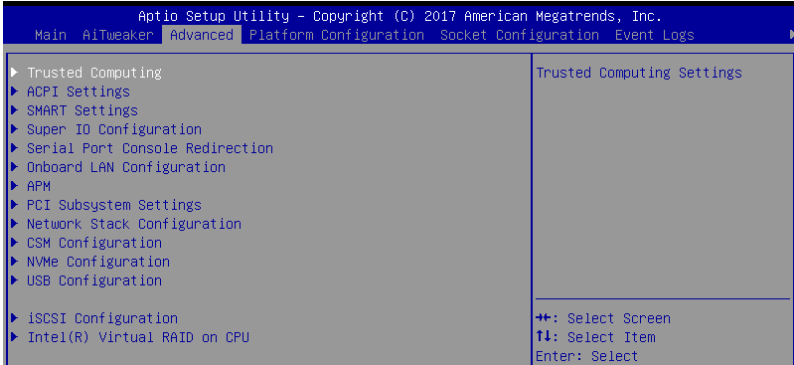 Aptio Setup Utility – Copyright (C) 2017 American Megatrends, Inc.
Main AiTweaker Advanced Platform Configuration Socket Configuration Event Logs
Trusted Computing
ACPI Settings
SMART Settings
Super IO Configuration
Serial Port Console Redirection
Onboard LAN Configuration
APM
PCI Subsystem Settings
Network Stack Configuration
CSM Configuration
NVMe Configuration
USB Configuration
iSCSI Configuration
Intel(R) Virtual RAID on CPU
Trusted Computing Settings
→←: Select Screen
↑↓: Select Item
Enter: Select